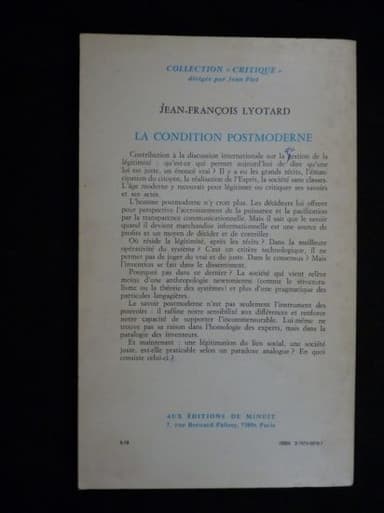 COLLECTION « CRITIQUE »
dirigée par Jean Piel
JEAN-FRANÇOIS LYOTARD
LA CONDITION POSTMODERNE
Contribution à la discussion internationale sur la question de la
légitimité : qu'est-ce qui permet aujourd'hui de dire qu'une
loi est juste, un énoncé vrai ? Il y a eu les grands récits, l'éman-
cipation du citoyen, la réalisation de l'Esprit, la société sans classes.
L'âge moderne y recourait pour légitimer ou critiquer ses savoirs
et ses actes.
L'homme postmoderne n'y croit plus. Les décideurs lui offrent
pour perspective l'accroissement de la puissance et la pacification
par la transparence communicationnelle. Mais il sait que le savoir
quand il devient marchandise informationnelle est une source de
profits et un moyen de décider et de contrôler.
Où réside la légitimité, après les récits ? Dans la meilleure
opérativité du système ? C'est un critère technologique, il ne
permet pas de juger du vrai et du juste. Dans le consensus ? Mais
l'invention se fait dans le dissentiment.
Pourquoi pas dans ce dernier ? La société qui vient relève
moins d'une anthropologie newtonienne (comme le structura-
lisme ou la théorie des systèmes) et plus d'une pragmatique des
particules langagières.
Le savoir postmoderne n'est pas seulement l'instrument des
pouvoirs : il raffine notre sensibilité aux différences et renforce
notre capacité de supporter l'incommensurable. Lui-même ne
trouve pas sa raison dans l'homologie des experts, mais dans la
paralogie des inventeurs.
Et maintenant : une légitimation du lien social, une société
juste, est-elle praticable selon un paradoxe analogue ? En quoi
consiste celui-ci ?
AUX ÉDITIONS DE MINUIT
7, rue Bernard-Palissy, 75006 Paris
ISBN